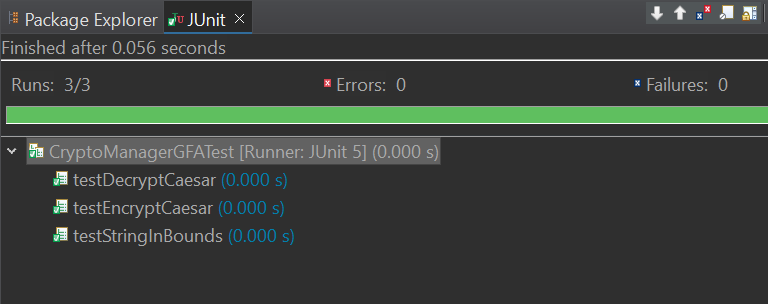 Package Explorer JUnit
Finished after 0.056 seconds
Runs: 3/3 Errors: 0 Failures: 0
CryptoManagerGFATest [Runner: JUnit 5] (0.000 s)
testDecryptCaesar (0.000 s)
testEncryptCaesar (0.000 s)
testStringInBounds (0.000 s)